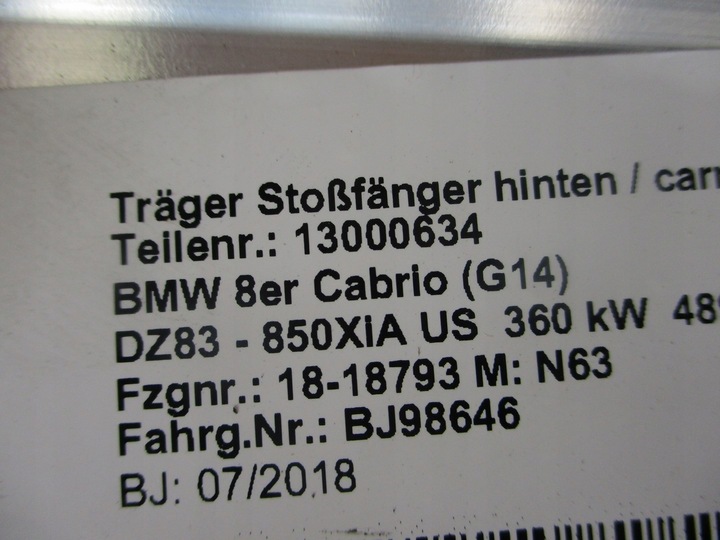 Träger Stoßfänger hinten /
Teilenr.: 13000634
BMW 8er Cabrio (G14)
DZ83 - 850XiA US 360 kW
Fzgnr.: 18-18793 M: N63
Fahrg.Nr.: BJ98646
BJ: 07/2018